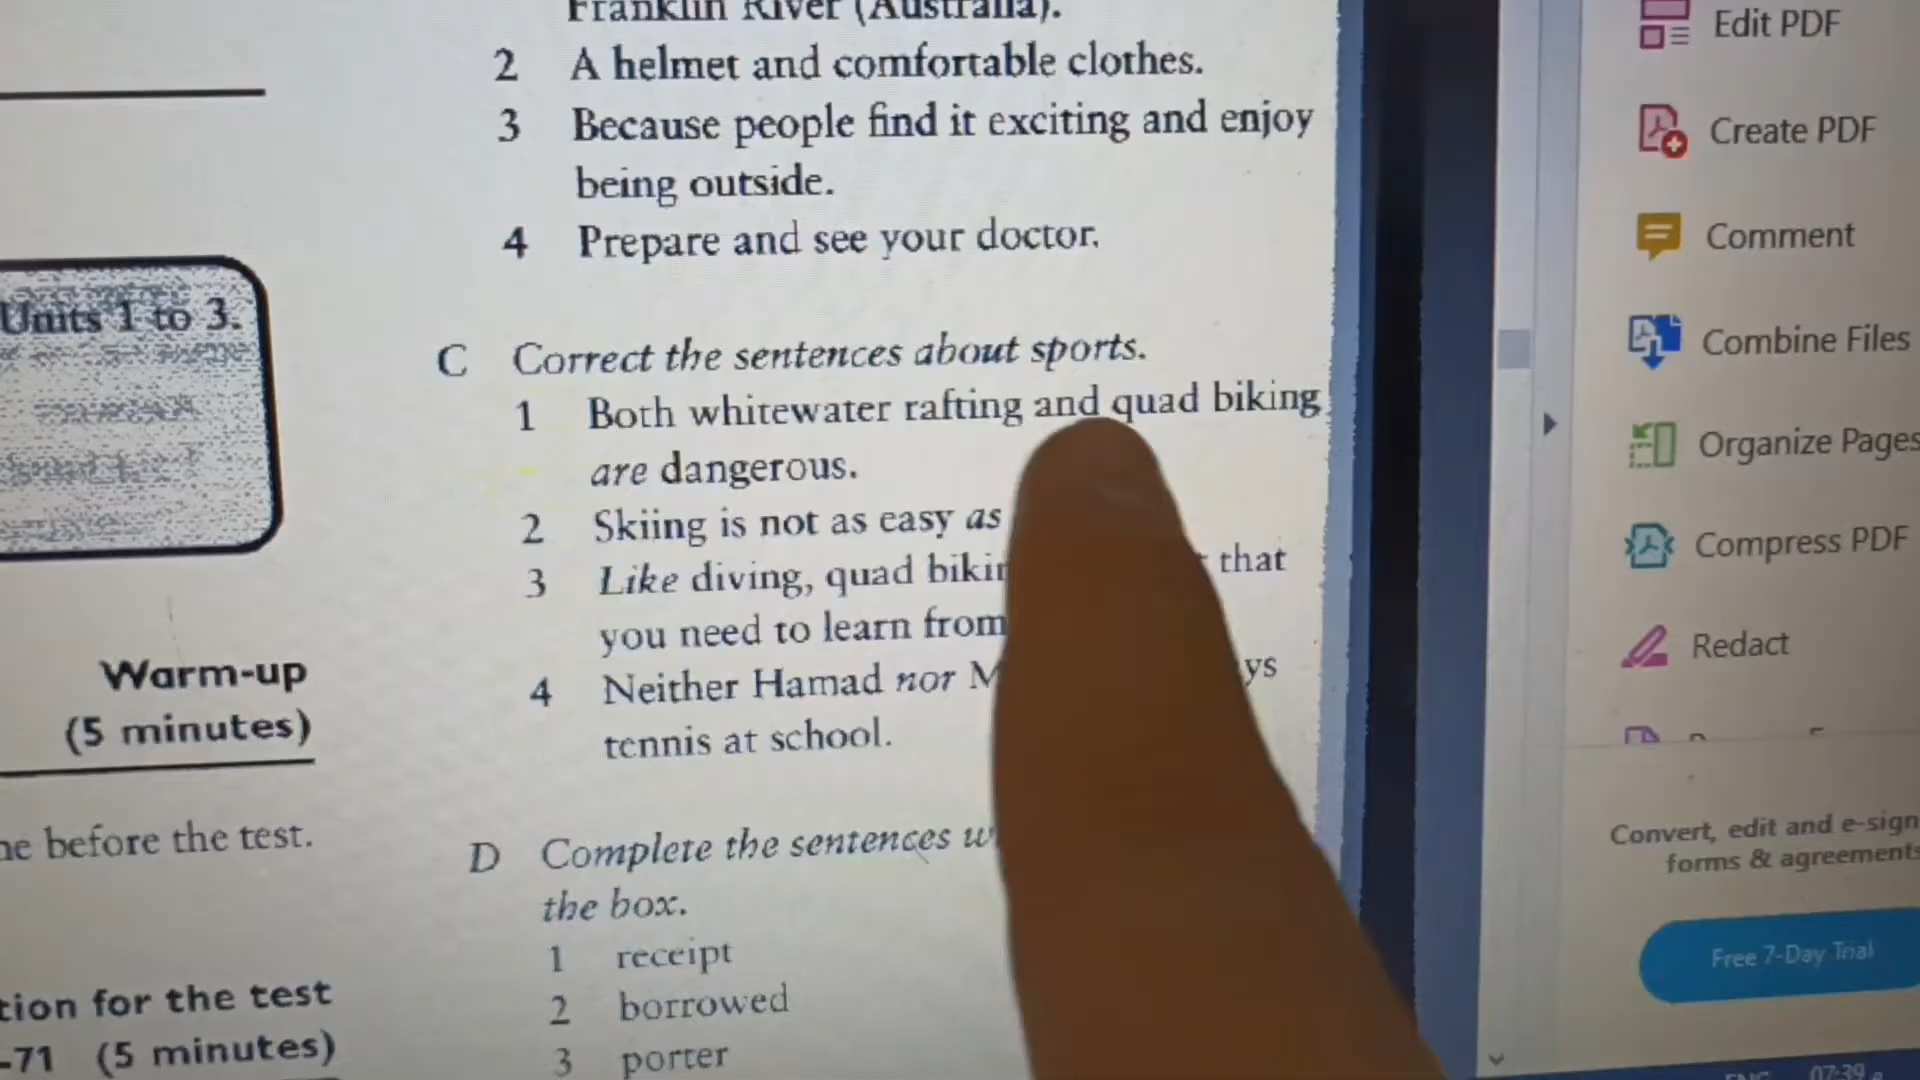 Franklin River (Australia).
2 A helmet and comfortable clothes.
3 Because people find it exciting and enjoy
being outside.
4 Prepare and see your doctor.
C Correct the sentences about sports.
1 Both whitewater rafting and quad biking
are dangerous.
2 Skiing is not as easy as
3 Like diving, quad bikin that
you need to learn from
4 Neither Hamad nor M ys
tennis at school.
D Complete the sentences w
the box.
1 receipt
2 borrowed
3 porter
Units 1 to 3.
Warm-up
(5 minutes)
ne before the test.
tion for the test
-71 (5 minutes)
Edit PDF
Create PDF
Comment
Combine Files
Organize Pages
Compress PDF
Redact
Convert, edit and e-sign
forms & agreements
Free 7-Day Trial
ENG 07:39